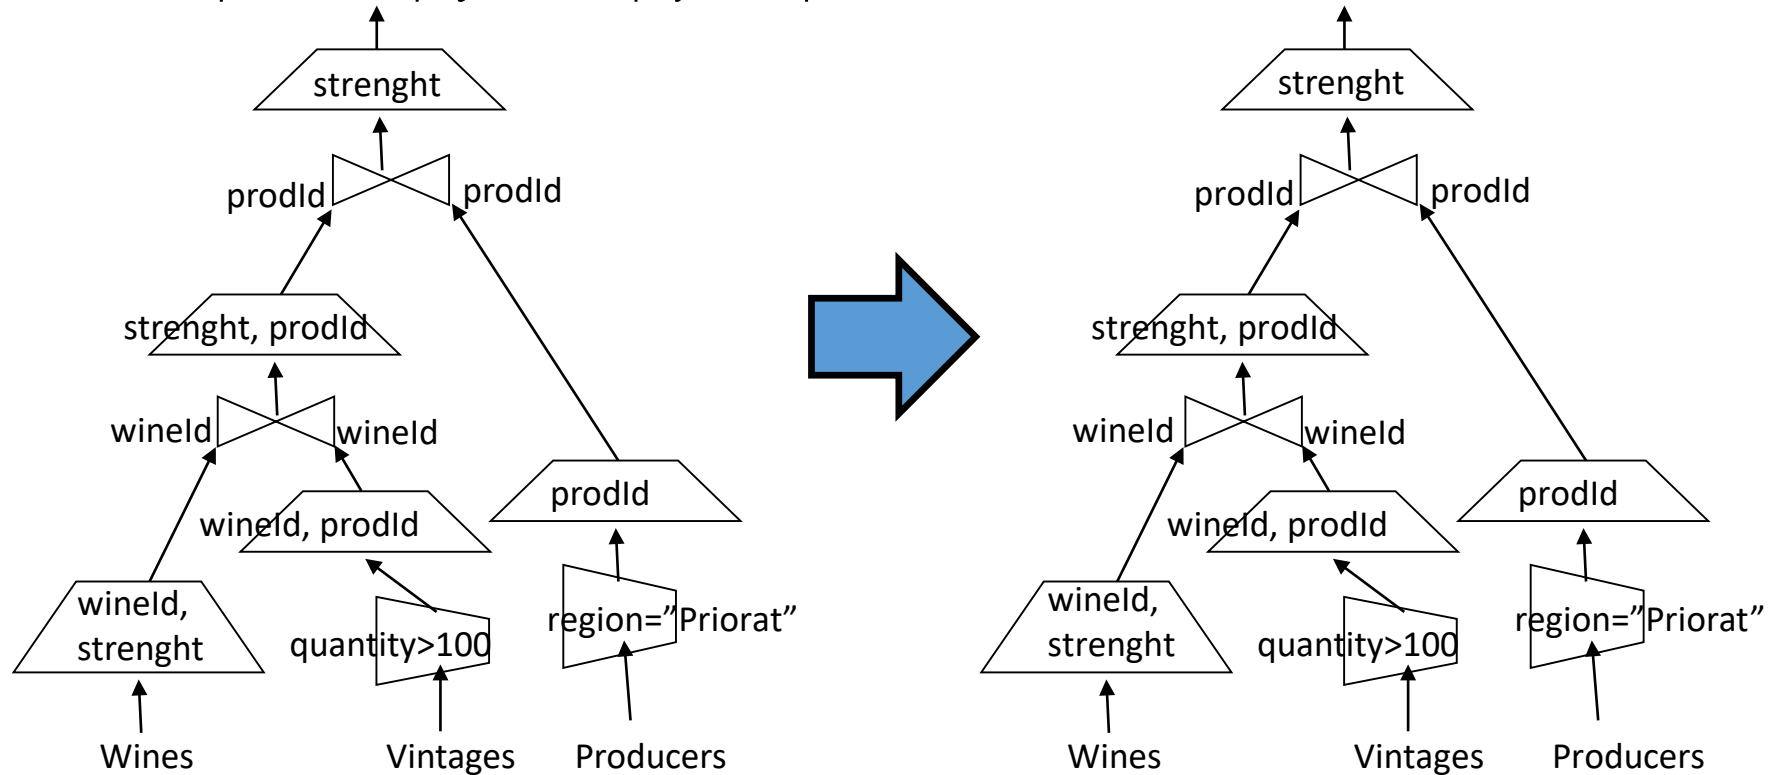 strenght
prodId prodId
strenght, prodId
wineId wineId
prodId
wineId, prodId
wineId,
strenght
quantity>100
region=”Priorat”
Wines
Vintages
Producers
strenght
prodId prodId
strenght, prodId
wineId wineId
prodId
wineId, prodId
wineId,
strenght
quantity>100
region=”Priorat”
Wines
Vintages
Producers